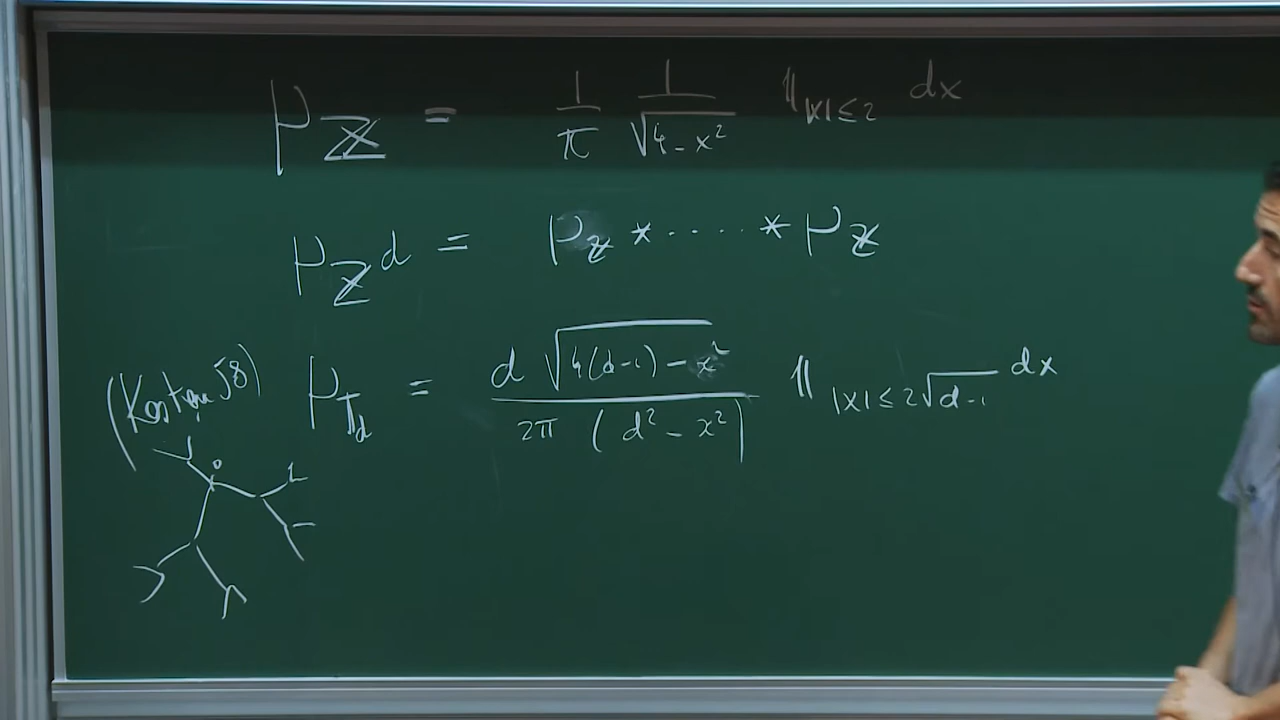 μ_ℤ = 1/π 1/√(4-x²) 𝟙_{|x|≤2} dx
μ_{ℤ^d} = μ_ℤ * ..... * μ_ℤ
(Kesten 58) μ_{𝕋_d} = d √(4(d-1) - x²) / 2π (d² - x²) 𝟙_{|x| ≤ 2√(d-1)} dx
o